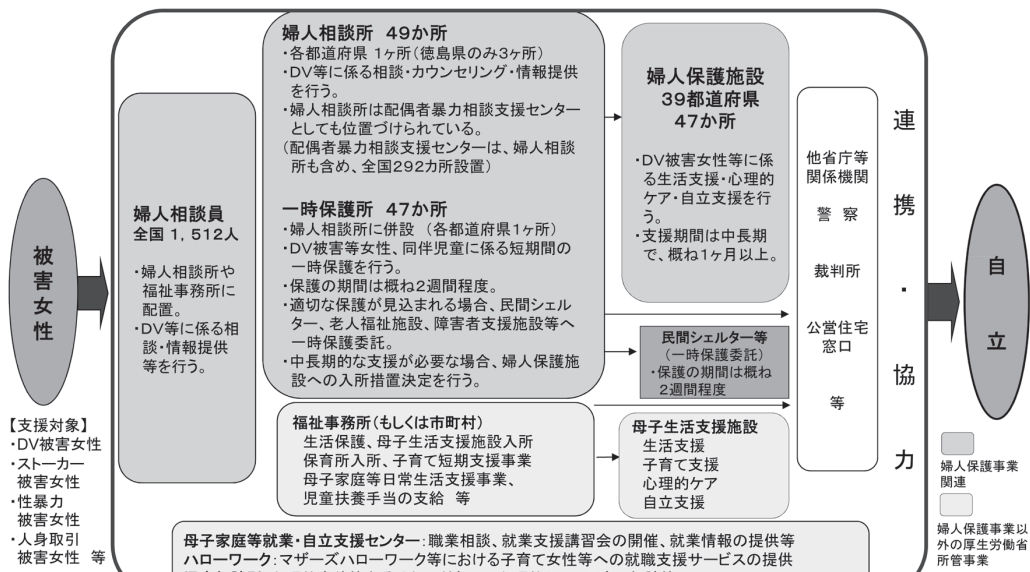 被害女性
【支援対象】
・DV被害女性
・ストーカー
被害女性
・性暴力
被害女性
・人身取引
被害女性 等
婦人相談員
全国 1,512人
・婦人相談所や
福祉事務所に
配置。
・DV等に係る相
談・情報提供
等を行う。
婦人相談所 49か所
・各都道府県 1ヶ所(徳島県のみ3ヶ所)
・DV等に係る相談・カウンセリング・情報提供
を行う。
・婦人相談所は配偶者暴力相談支援センター
としても位置づけられている。
(配偶者暴力相談支援センターは、婦人相談
所も含め、全国292カ所設置)
一時保護所 47か所
・婦人相談所に併設 (各都道府県1ヶ所)
・DV被害等女性、同伴児童に係る短期間の
一時保護を行う。
・保護の期間は概ね2週間程度。
・適切な保護が見込まれる場合、民間シェル
ター、老人福祉施設、障害者支援施設等へ
一時保護委託。
・中長期的な支援が必要な場合、婦人保護施
設への入所措置決定を行う。
婦人保護施設
39都道府県
47か所
・DV被害女性等に係
る生活支援・心理的
ケア・自立支援を行
う。
・支援期間は中長期
で、概ね1ヶ月以上。
民間シェルター等
(一時保護委託)
・保護の期間は概ね
2週間程度
福祉事務所(もしくは市町村)
生活保護、母子生活支援施設入所
保育所入所、子育て短期支援事業
母子家庭等日常生活支援事業、
児童扶養手当の支給 等
母子生活支援施設
生活支援
子育て支援
心理的ケア
自立支援
他省庁等
関係機関
警 察
裁判所
公営住宅
窓口
等
連携・協力
自立
婦人保護事業
関連
婦人保護事業以
外の厚生労働省
所管事業
母子家庭等就業・自立支援センター:職業相談、就業支援講習会の開催、就業情報の提供等
ハローワーク:マザーズハローワーク等における子育て女性等への就職支援サービスの提供